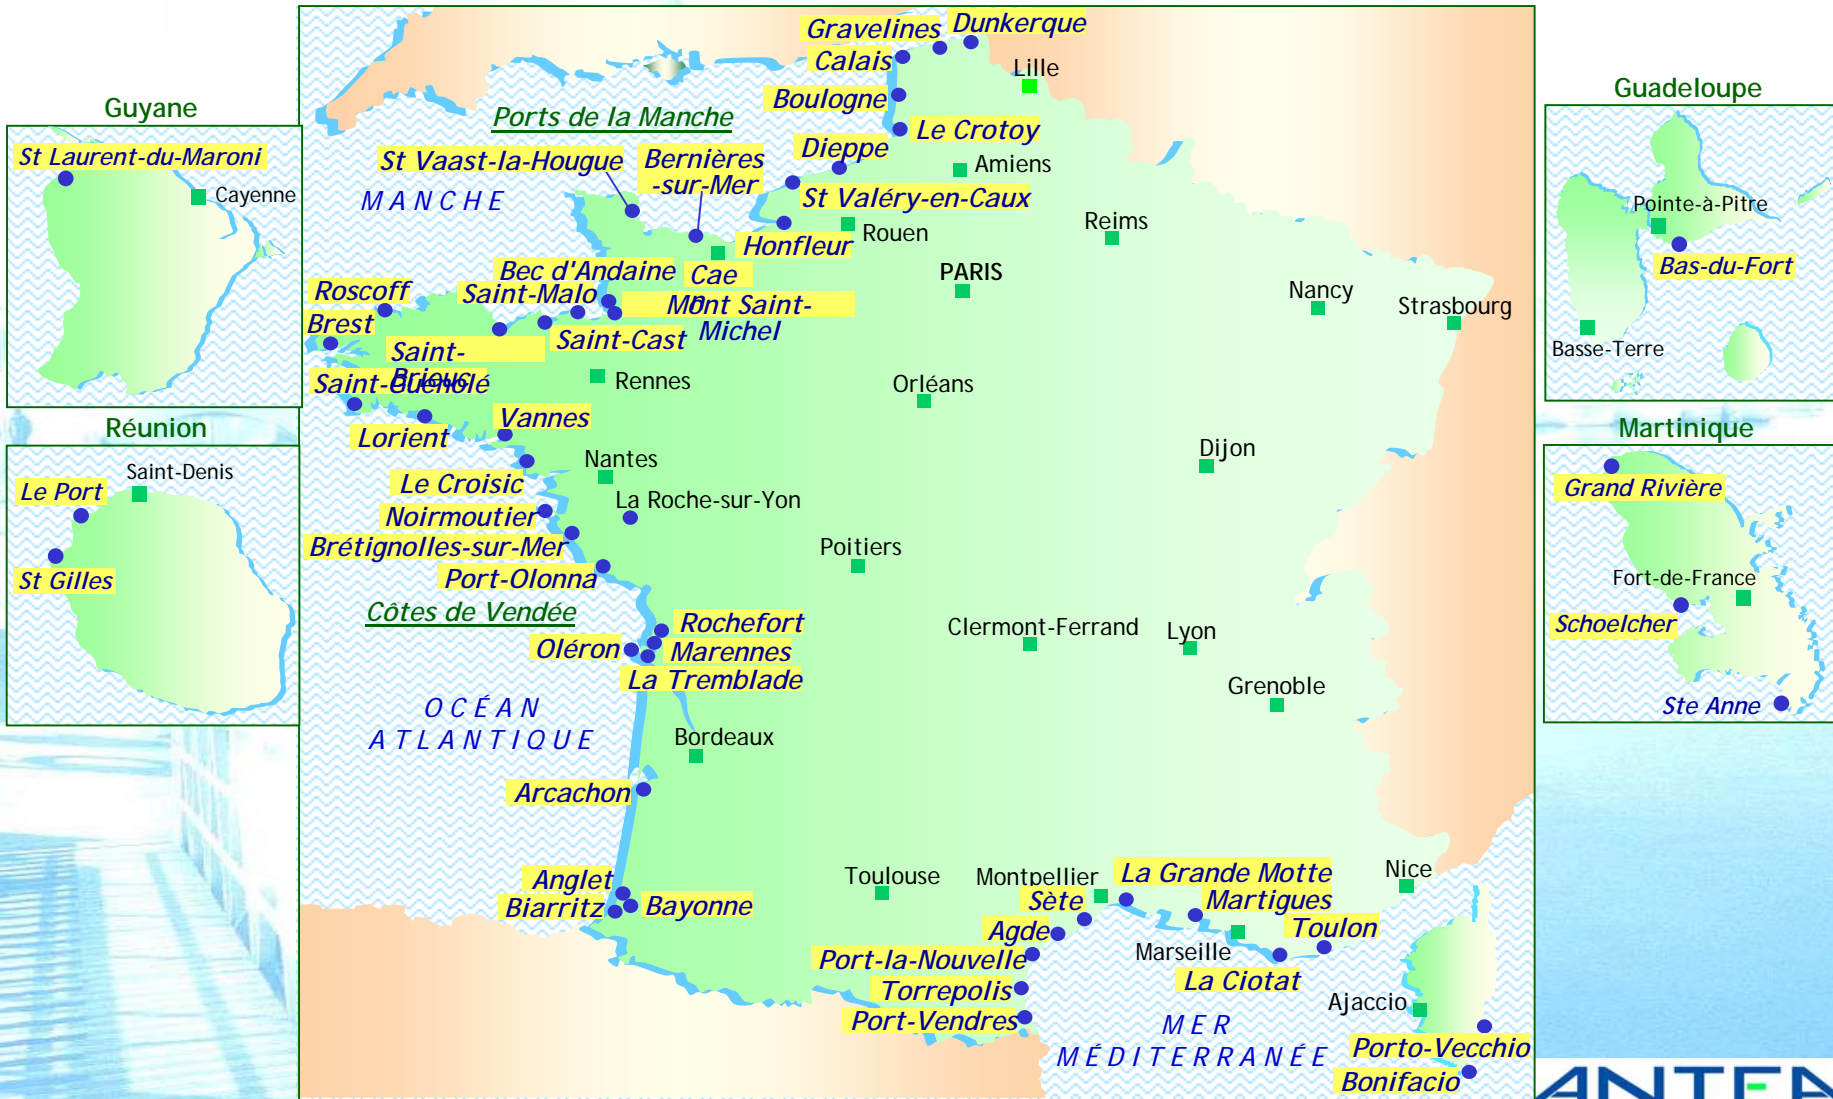 Gravelines
Dunkerque
Calais
Lille
Boulogne
Ports de la Manche
Le Crotoy
Dieppe
Amiens
St Vaast-la-Hougue
Bernières
-sur-Mer
MANCHE
St Valéry-en-Caux
Rouen
Reims
Honfleur
Bec d'Andaine
Cae
n
PARIS
Roscoff
Saint-Malo
Mont Saint-
Michel
Nancy
Strasbourg
Brest
Saint-Cast
Saint-
Brieuc
Saint-Guénolé
Rennes
Orléans
Lorient
Vannes
Dijon
Nantes
Le Croisic
La Roche-sur-Yon
Noirmoutier
Brétignolles-sur-Mer
Poitiers
Port-Olonna
Côtes de Vendée
Rochefort
Clermont-Ferrand
Lyon
Oléron
Marennes
La Tremblade
Grenoble
OCÉAN
ATLANTIQUE
Bordeaux
Arcachon
Anglet
Biarritz
Bayonne
Toulouse
Montpellier
La Grande Motte
Nice
Sète
Martigues
Agde
Toulon
Port-la-Nouvelle
Marseille
La Ciotat
Torrepolis
Ajaccio
Port-Vendres
MER
MÉDITERRANÉE
Porto-Vecchio
Bonifacio
Guyane
St Laurent-du-Maroni
Cayenne
Réunion
Saint-Denis
Le Port
St Gilles
Guadeloupe
Pointe-à-Pitre
Bas-du-Fort
Basse-Terre
Martinique
Grand Rivière
Fort-de-France
Schoelcher
Ste Anne
ANTEA